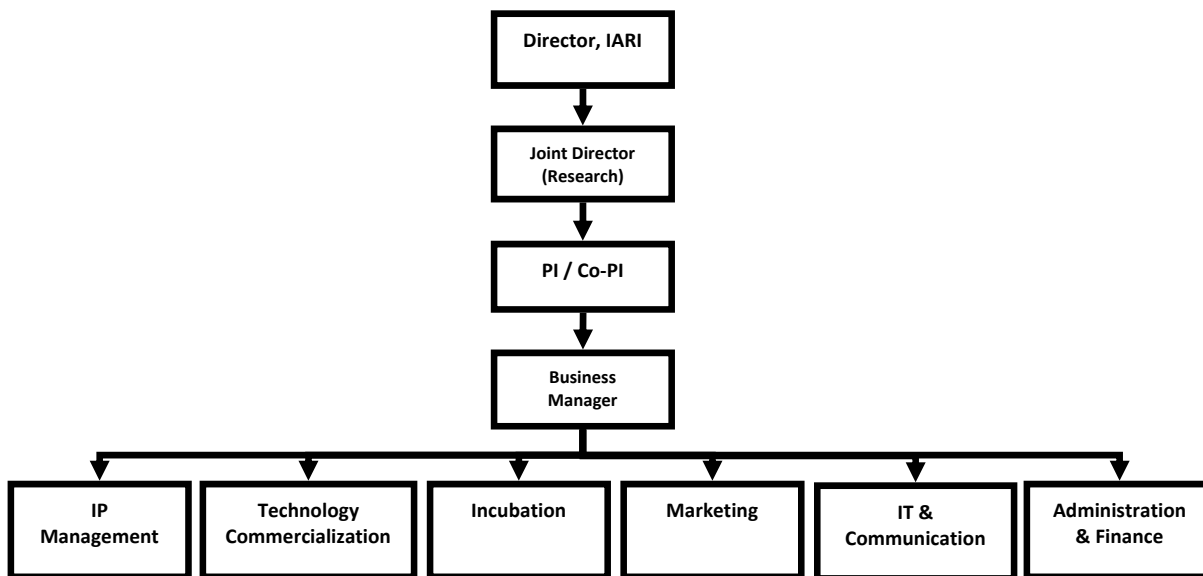 Director, IARI
Joint Director
(Research)
PI / Co-PI
Business
Manager
IP
Management
Technology
Commercialization
Incubation
Marketing
IT &
Communication
Administration
& Finance